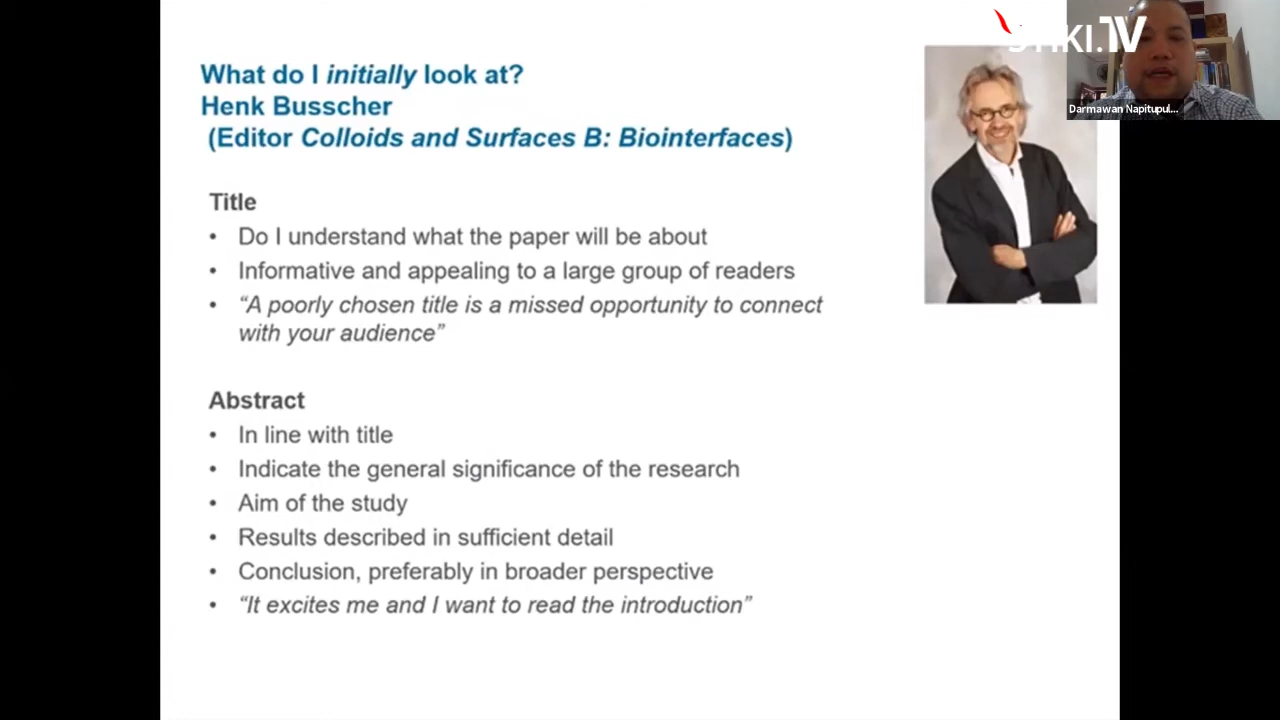 What do I initially look at?
Henk Busscher
(Editor Colloids and Surfaces B: Biointerfaces)
Title
• Do I understand what the paper will be about
• Informative and appealing to a large group of readers
• “A poorly chosen title is a missed opportunity to connect
with your audience”
Abstract
• In line with title
• Indicate the general significance of the research
• Aim of the study
• Results described in sufficient detail
• Conclusion, preferably in broader perspective
• “It excites me and I want to read the introduction”
Darmawan Napitupul...